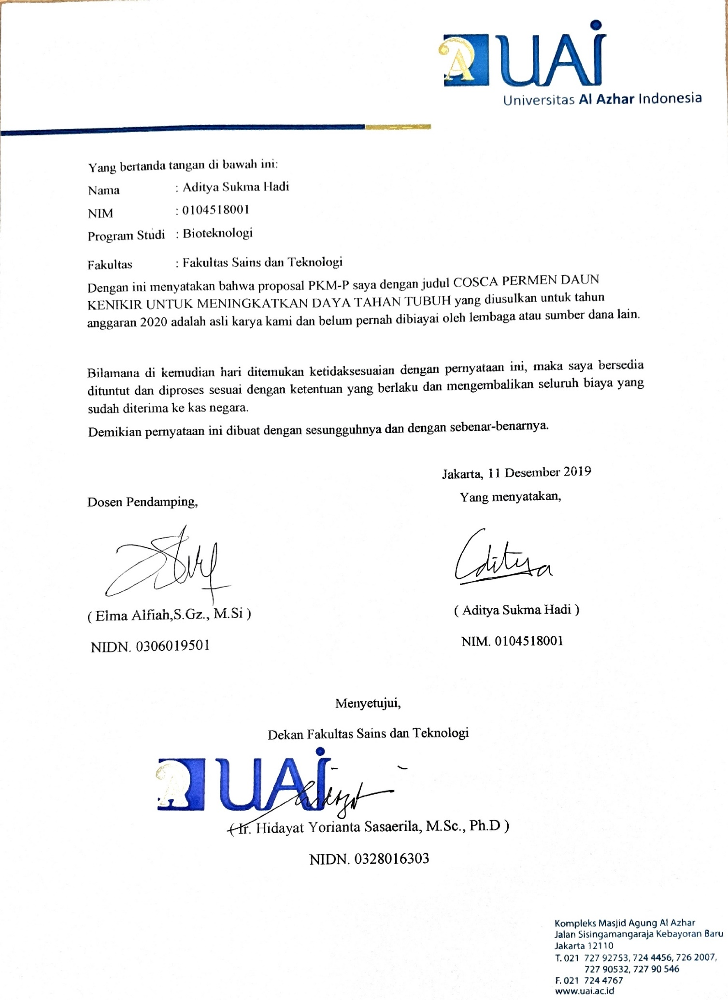 UAI
Universitas Al Azhar Indonesia
Yang bertanda tangan di bawah ini:
Nama : Aditya Sukma Hadi
NIM : 0104518001
Program Studi : Bioteknologi
Fakultas : Fakultas Sains dan Teknologi
Dengan ini menyatakan bahwa proposal PKM-P saya dengan judul COSCA PERMEN DAUN
KENIKIR UNTUK MENINGKATKAN DAYA TAHAN TUBUH yang diusulkan untuk tahun
anggaran 2020 adalah asli karya kami dan belum pernah dibiayai oleh lembaga atau sumber dana lain.
Bilamana di kemudian hari ditemukan ketidaksesuaian dengan pernyataan ini, maka saya bersedia
dituntut dan diproses sesuai dengan ketentuan yang berlaku dan mengembalikan seluruh biaya yang
sudah diterima ke kas negara.
Demikian pernyataan ini dibuat dengan sesungguhnya dan dengan sebenar-benarnya.
Jakarta, 11 Desember 2019
Dosen Pendamping,
Yang menyatakan,
Aditya
( Elma Alfiah,S.Gz., M.Si )
( Aditya Sukma Hadi )
NIDN. 0306019501
NIM. 0104518001
Menyetujui,
Dekan Fakultas Sains dan Teknologi
UAI
Hidayat
( Ir. Hidayat Yorianta Sasaerila, M.Sc., Ph.D )
NIDN. 0328016303
Kompleks Masjid Agung Al Azhar
Jalan Sisingamangaraja Kebayoran Baru
Jakarta 12110
T. 021 727 92753, 724 4456, 726 2007,
727 90532, 727 90 546
F. 021 724 4767
www.uai.ac.id